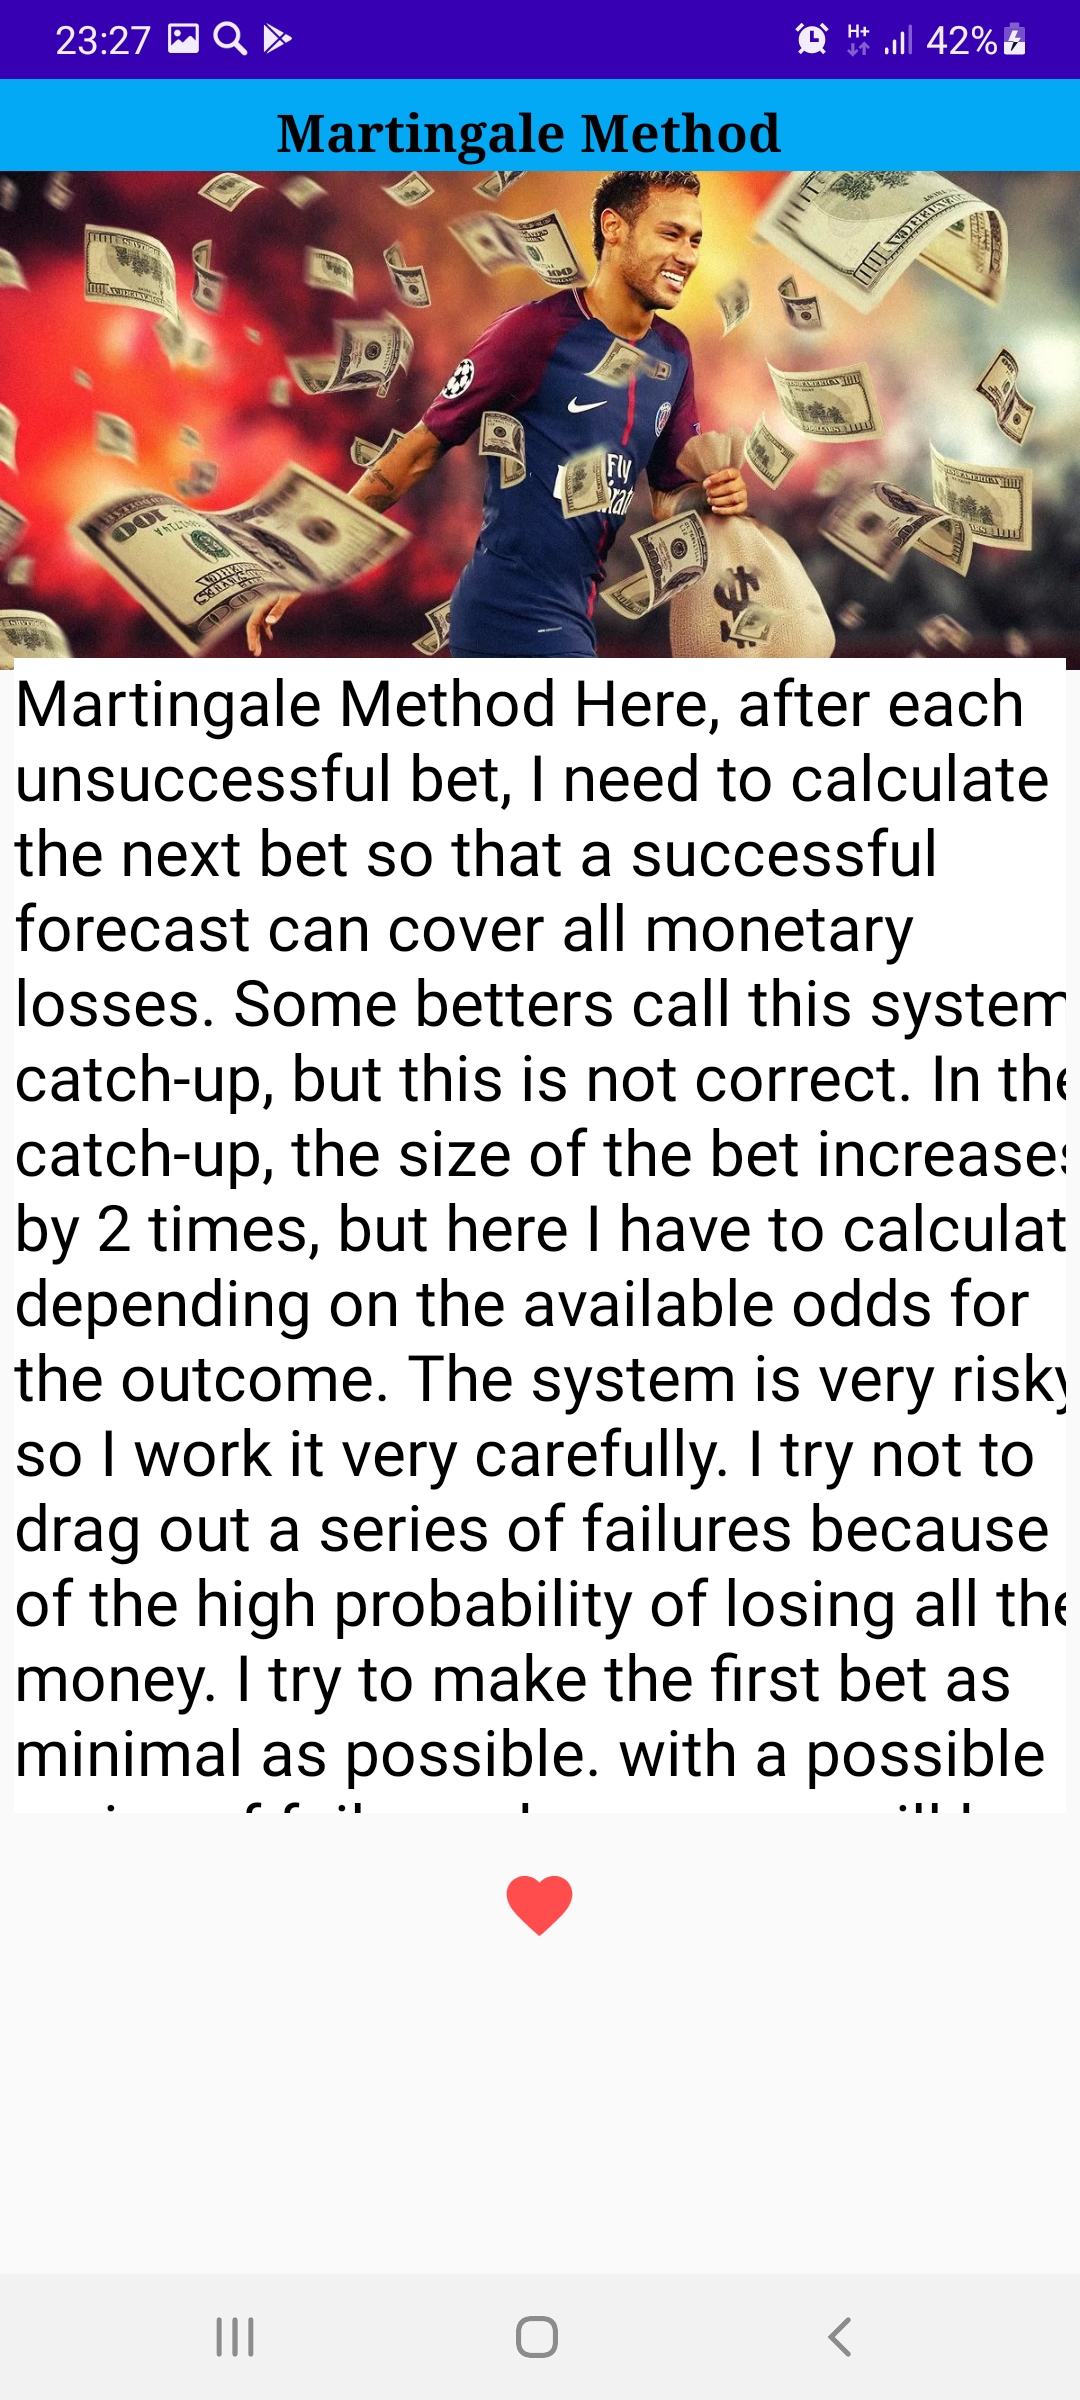 23:27 H+ 42%
Martingale Method
100
100
Fly
$
Martingale Method Here, after each
unsuccessful bet, I need to calculate
the next bet so that a successful
forecast can cover all monetary
losses. Some betters call this system
catch-up, but this is not correct. In the
catch-up, the size of the bet increases
by 2 times, but here I have to calculat
depending on the available odds for
the outcome. The system is very risky
so I work it very carefully. I try not to
drag out a series of failures because
of the high probability of losing all the
money. I try to make the first bet as
minimal as possible. with a possible